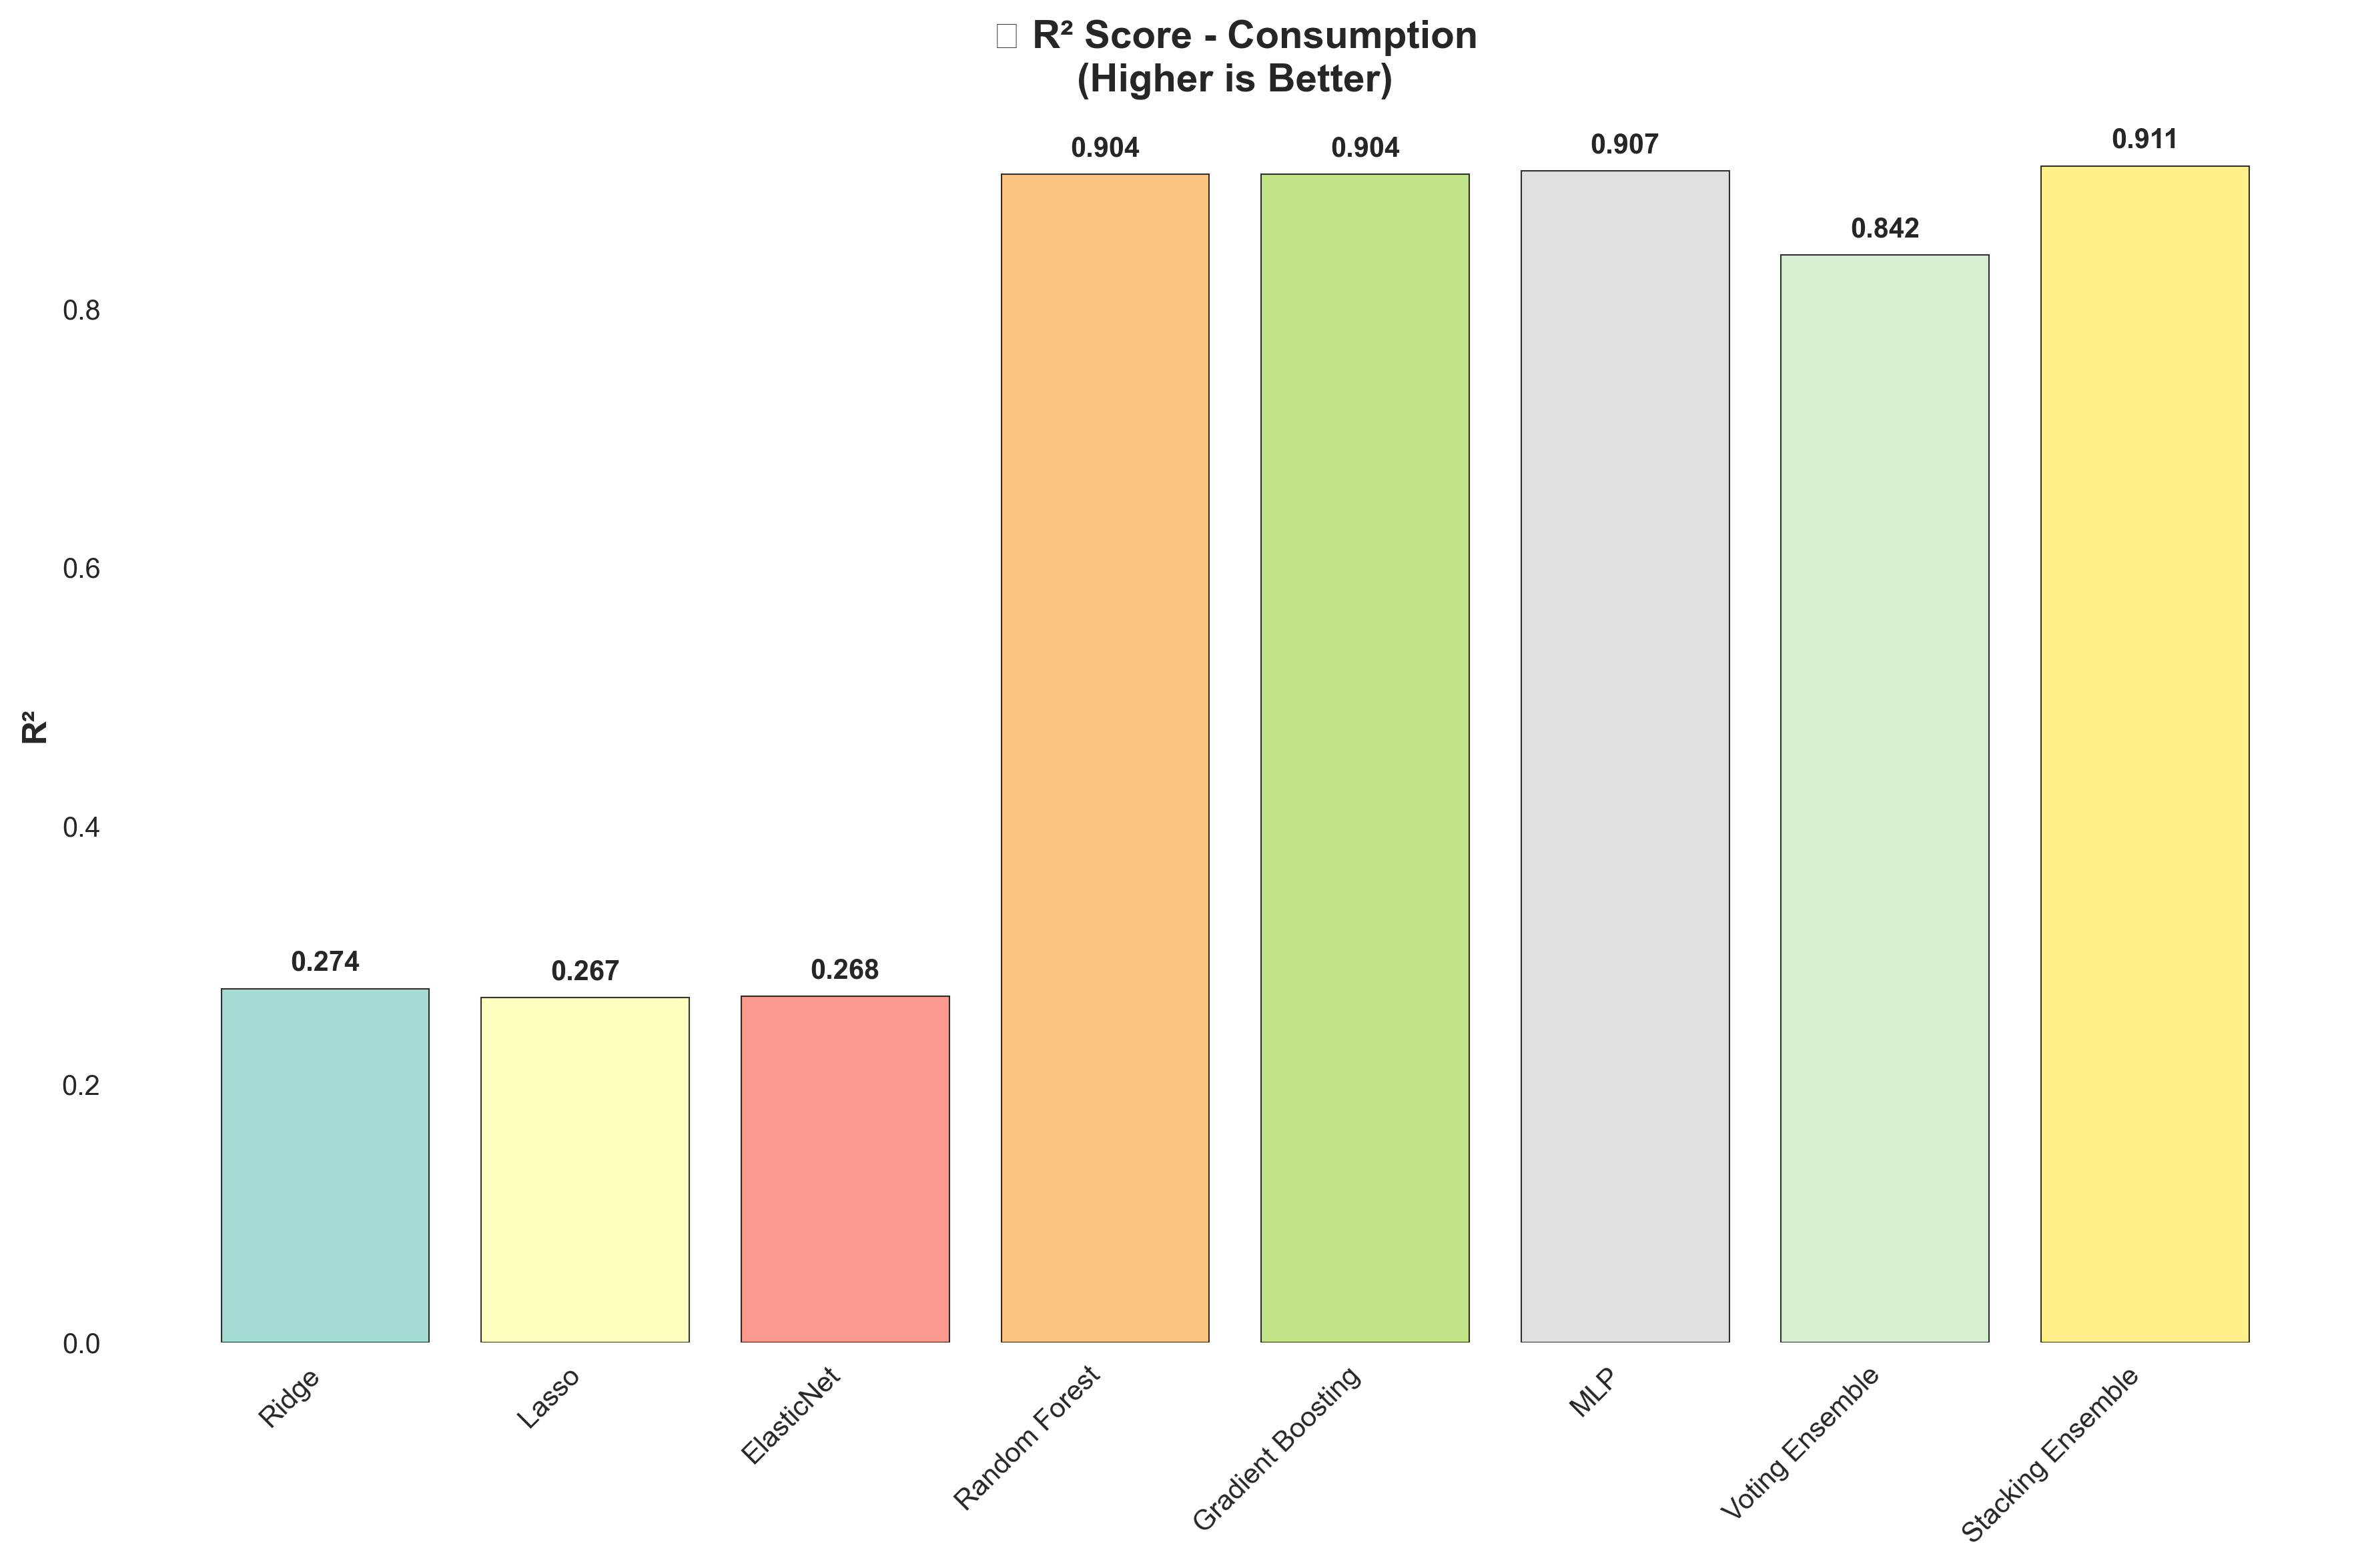 R² Score - Consumption
(Higher is Better)
0.904
0.904
0.907
0.842
0.911
0.274
0.267
0.268
R²
0.8
0.6
0.4
0.2
0.0
Ridge
Lasso
ElasticNet
Random Forest
Gradient Boosting
MLP
Voting Ensemble
Stacking Ensemble